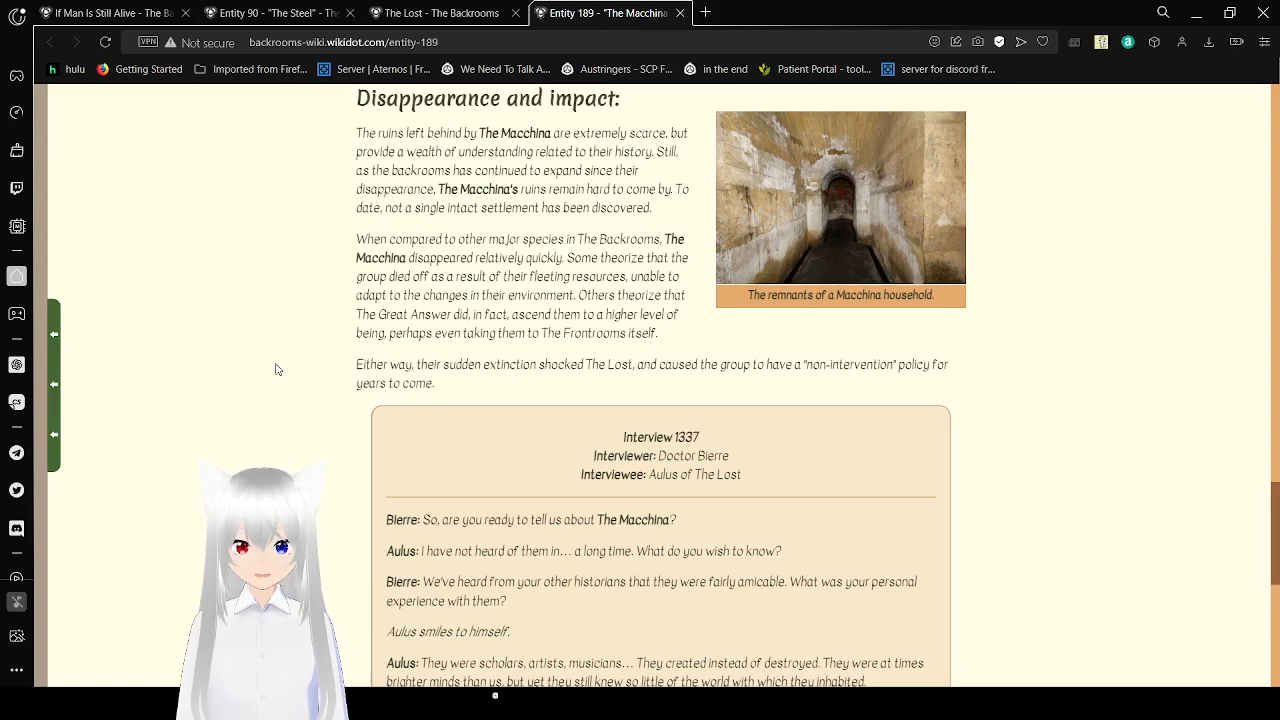 If Man Is Still Alive - The Ba
Entity 90 - "The Steel" - The
The Lost - The Backrooms
Entity 189 - "The Macchina
VPN
Not secure
backrooms-wiki.wikidot.com/entity-189
hulu
Getting Started
Imported from Firef...
Server | Aternos | Fr...
We Need To Talk A...
Austringers - SCP F...
in the end
Patient Portal - tool...
server for discord fr...
Disappearance and impact:
The ruins left behind by The Macchina are extremely scarce, but
provide a wealth of understanding related to their history. Still,
as the backrooms has continued to expand since their
disappearance, The Macchina's ruins remain hard to come by. To
date, not a single intact settlement has been discovered.
When compared to other major species in The Backrooms, The
Macchina disappeared relatively quickly. Some theorize that the
group died off as a result of their fleeting resources, unable to
adapt to the changes in their environment. Others theorize that
The Great Answer did, in fact, ascend them to a higher level of
being, perhaps even taking them to The Frontrooms itself.
The remnants of a Macchina household.
Either way, their sudden extinction shocked The Lost, and caused the group to have a "non-intervention" policy for
years to come.
Interview 1337
Interviewer: Doctor Bierre
Interviewee: Aulus of The Lost
Bierre: So, are you ready to tell us about The Macchina?
Aulus: I have not heard of them in… a long time. What do you wish to know?
Bierre: We've heard from your other historians that they were fairly amicable. What was your personal
experience with them?
Aulus smiles to himself.
Aulus: They were scholars, artists, musicians… They created instead of destroyed. They were at times
brighter minds than us, but yet they still knew so little of the world with which they inhabited.